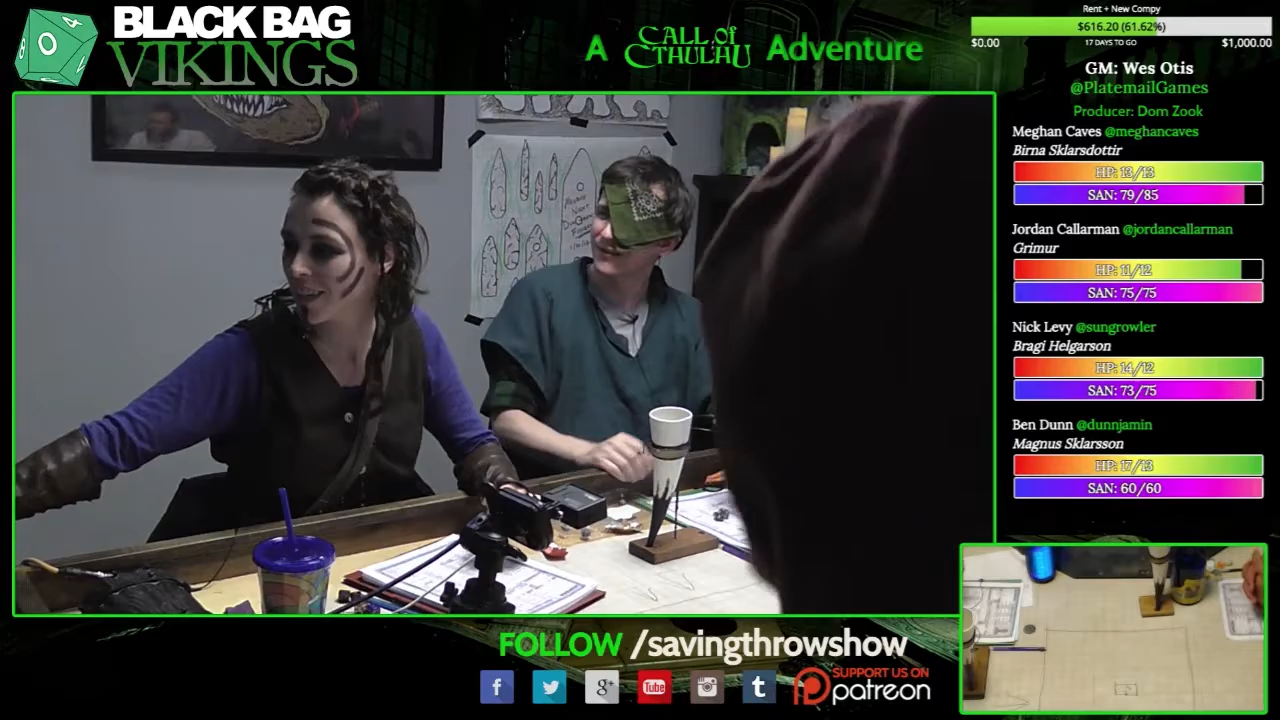 BLACK BAG
VIKINGS
A CALL of CTHULHU Adventure
Rent + New Compy
$616.20 (61.62%)
$0.00 17 DAYS TO GO $1,000.00
GM: Wes Otis
@PlatemailGames
Producer: Dom Zook
Meghan Caves @meghancaves
Birna Sklarsdottir
HP: 13/13
SAN: 79/85
Jordan Callarman @jordancallarman
Grimur
HP: 11/12
SAN: 75/75
Nick Levy @sungrowler
Bragi Helgarson
HP: 14/12
SAN: 73/75
Ben Dunn @dunnjamin
Magnus Sklarsson
HP: 17/13
SAN: 60/60
FOLLOW /savingthrowshow
f g+ You Tube t
SUPPORT US ON
patreon